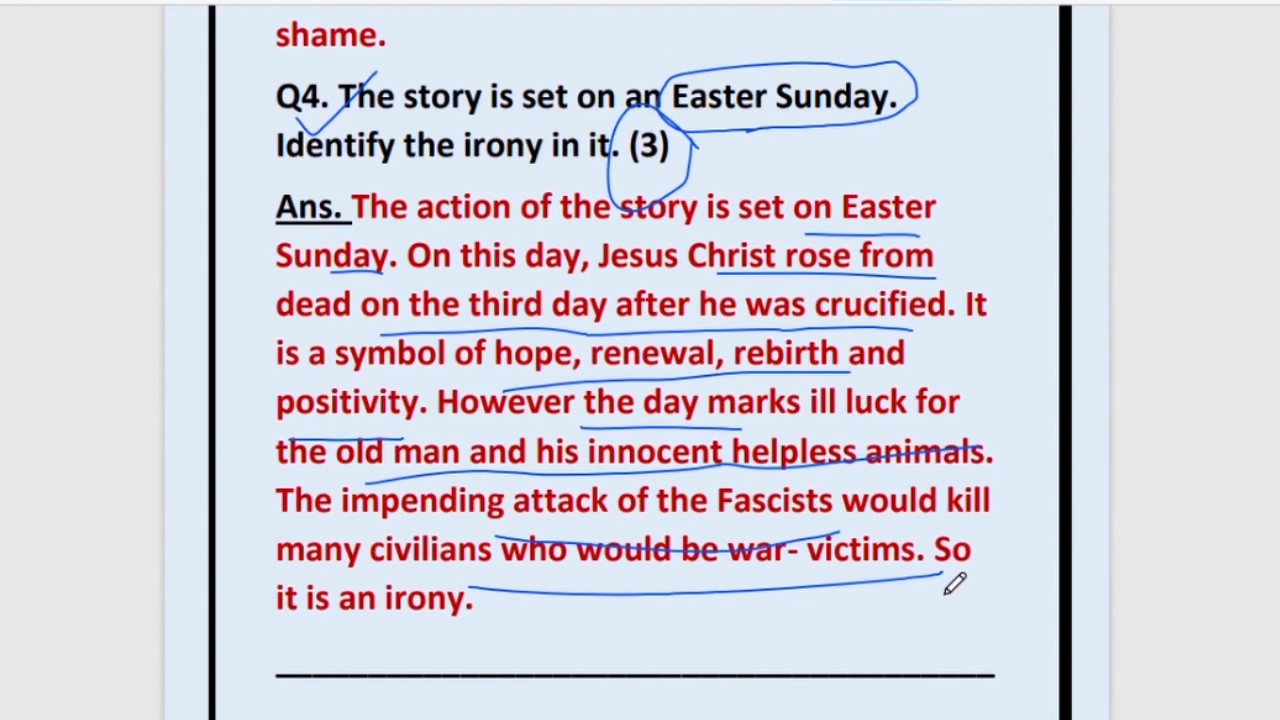 shame.
Q4. The story is set on an Easter Sunday.
Identify the irony in it. (3)
Ans. The action of the story is set on Easter
Sunday. On this day, Jesus Christ rose from
dead on the third day after he was crucified. It
is a symbol of hope, renewal, rebirth and
positivity. However the day marks ill luck for
the old man and his innocent helpless animals.
The impending attack of the Fascists would kill
many civilians who would be war- victims. So
it is an irony.